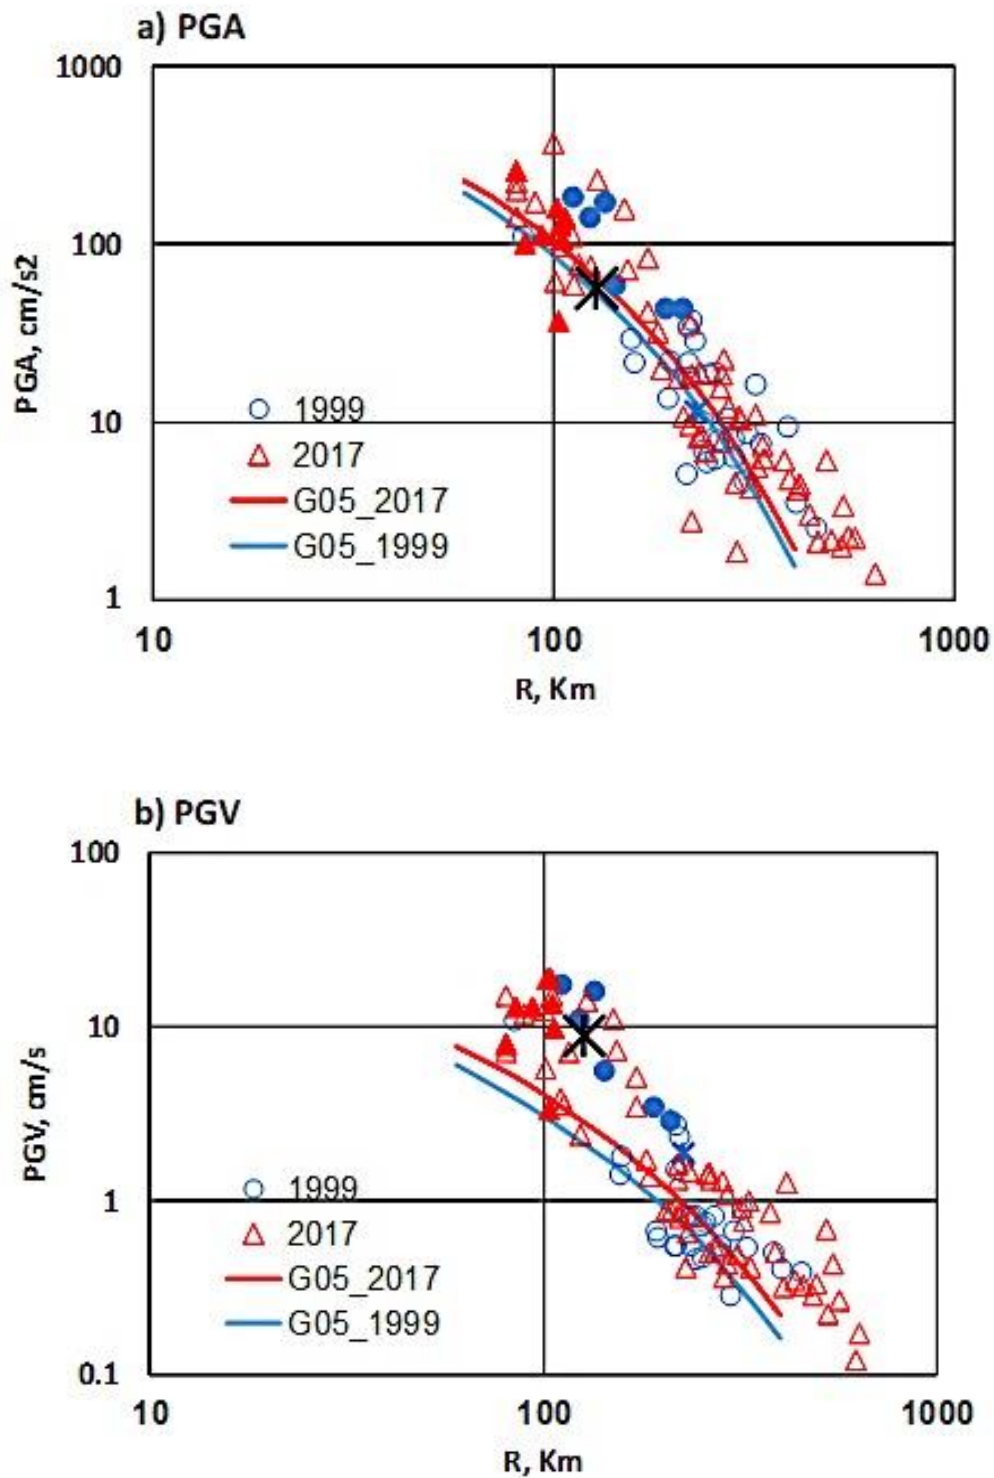 a) PGA
1000
100
10
1
PGA, cm/s2
1999
2017
G05_2017
G05_1999
10 100 1000
R, Km
b) PGV
100
10
1
0.1
PGV, cm/s
1999
2017
G05_2017
G05_1999
10 100 1000
R, Km